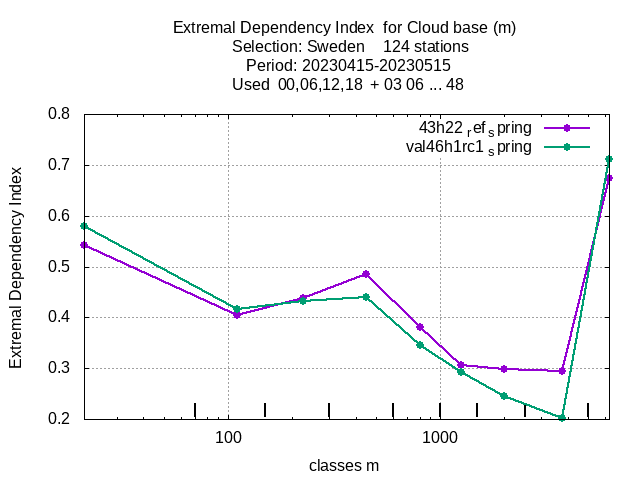 Extremal Dependency Index  for Cloud base (m)
Selection: Sweden    124 stations
Period: 20230415-20230515
Used  00,06,12,18  + 03 06 ... 48
43h22 ref spring
val46h1rc1 spring
0.8
0.7
0.6
0.5
0.4
0.3
0.2
Extremal Dependency Index
100
1000
classes m